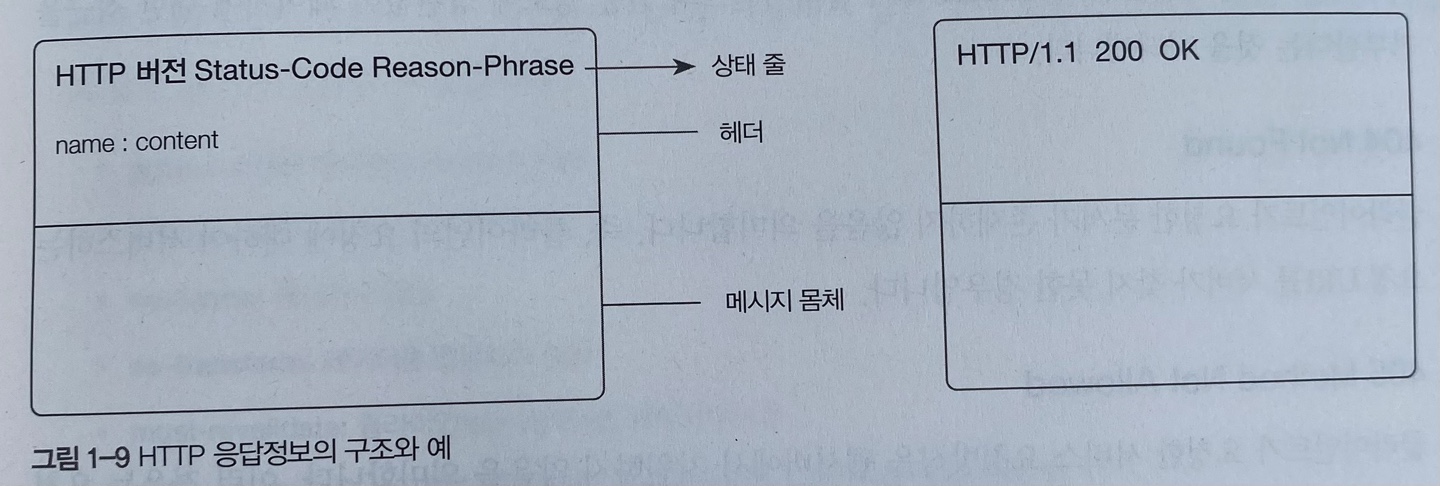 HTTP 버전 Status-Code Reason-Phrase
상태 줄
name : content
헤더
메시지 몸체
HTTP/1.1 200 OK
그림 1-9 HTTP 응답정보의 구조와 예